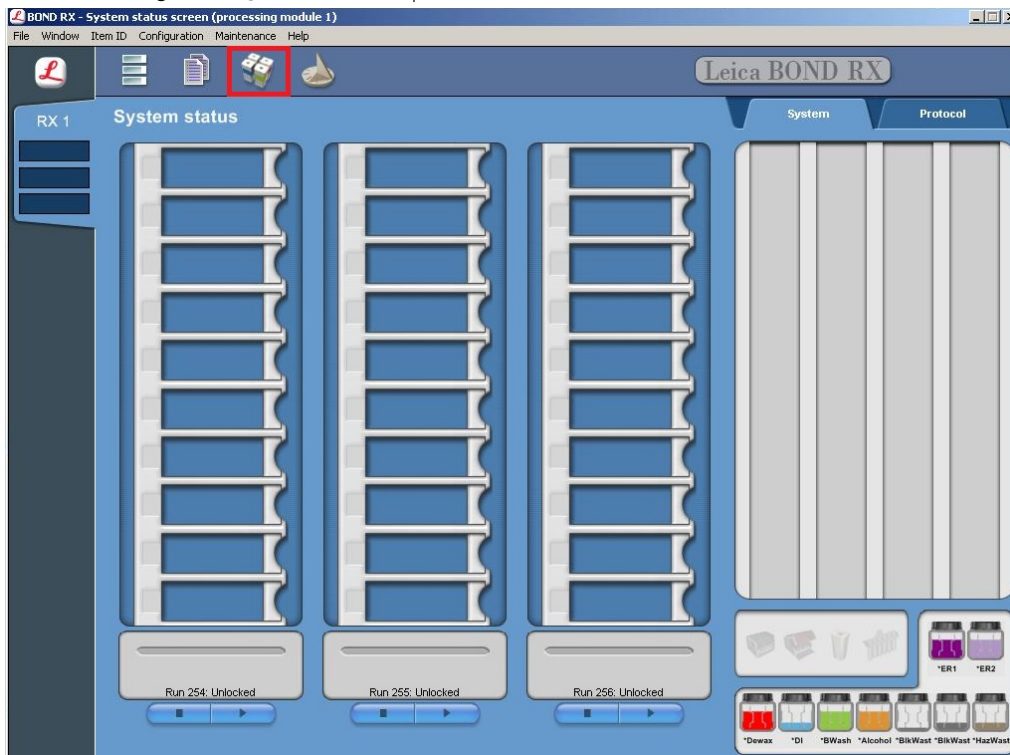 BOND RX - System status screen (processing module 1)
File Window Item ID Configuration Maintenance Help
Leica BOND RX
RX 1
System status
System Protocol
*ER1 *ER2
Run 254: Unlocked Run 255: Unlocked Run 256: Unlocked
*Dewax *DI *BWash *Alcohol *BlkWast *BlkWast *HazWast